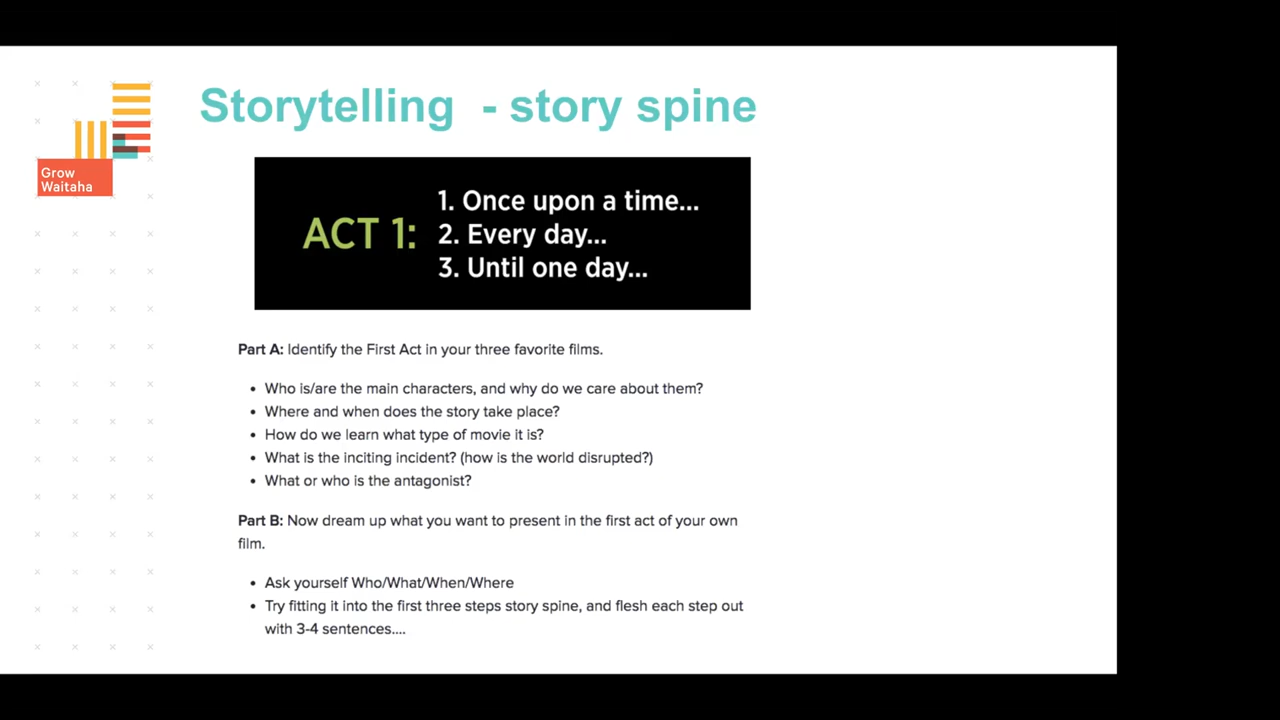 Storytelling  - story spine
Grow
Waitaha
ACT 1:
1. Once upon a time...
2. Every day...
3. Until one day...
Part A: Identify the First Act in your three favorite films.
• Who is/are the main characters, and why do we care about them?
• Where and when does the story take place?
• How do we learn what type of movie it is?
• What is the inciting incident? (how is the world disrupted?)
• What or who is the antagonist?
Part B: Now dream up what you want to present in the first act of your own
film.
• Ask yourself Who/What/When/Where
• Try fitting it into the first three steps story spine, and flesh each step out
with 3-4 sentences....